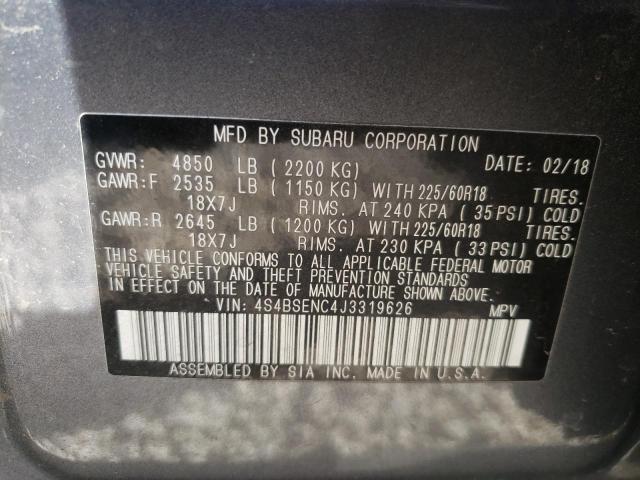 MFD BY SUBARU CORPORATION
GVWR: 4850 LB ( 2200 KG) DATE: 02/18
GAWR:F 2535 LB ( 1150 KG) WITH 225/60R18 TIRES.
18X7J RIMS. AT 240 KPA ( 35 PSI) COLD
GAWR:R 2645 LB ( 1200 KG) WITH 225/60R18 TIRES.
18X7J RIMS. AT 230 KPA ( 33 PSI) COLD
THIS VEHICLE CONFORMS TO ALL APPLICABLE FEDERAL MOTOR
VEHICLE SAFETY AND THEFT PREVENTION STANDARDS
IN EFFECT ON THE DATE OF MANUFACTURE SHOWN ABOVE.
VIN: 4S4BSENC4J3319626 MPV
ASSEMBLED BY SIA INC. MADE IN U.S.A.